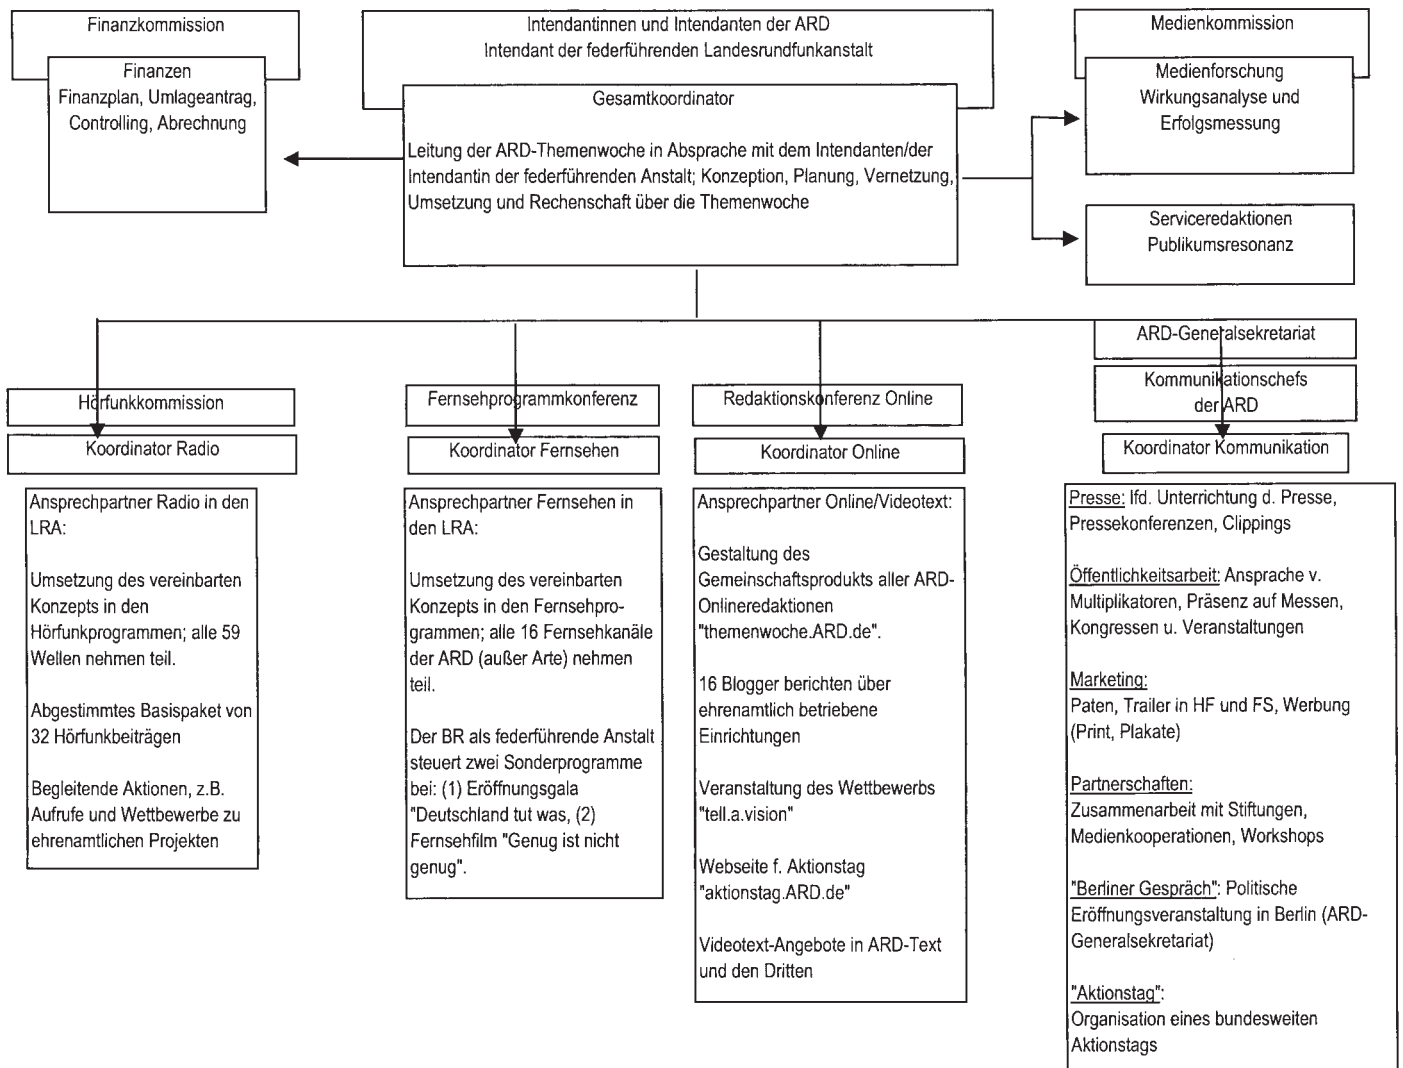 Finanzkommission
Finanzen
Finanzplan, Umlageantrag,
Controlling, Abrechnung
Intendantinnen und Intendanten der ARD
Intendant der federführenden Landesrundfunkanstalt
Gesamtkoordinator
Leitung der ARD-Themenwoche in Absprache mit dem Intendanten/der
Intendantin der federführenden Anstalt; Konzeption, Planung, Vernetzung,
Umsetzung und Rechenschaft über die Themenwoche
Medienkommission
Medienforschung
Wirkungsanalyse und
Erfolgsmessung
Serviceredaktionen
Publikumsresonanz
Hörfunkkommission
Koordinator Radio
Ansprechpartner Radio in den
LRA:
Umsetzung des vereinbarten
Konzepts in den
Hörfunkprogrammen; alle 59
Wellen nehmen teil.
Abgestimmtes Basispaket von
32 Hörfunkbeiträgen
Begleitende Aktionen, z.B.
Aufrufe und Wettbewerbe zu
ehrenamtlichen Projekten
Fernsehprogrammkonferenz
Koordinator Fernsehen
Ansprechpartner Fernsehen in
den LRA:
Umsetzung des vereinbarten
Konzepts in den Fernsehpro-
grammen; alle 16 Fernsehkanäle
der ARD (außer Arte) nehmen
teil.
Der BR als federführende Anstalt
steuert zwei Sonderprogramme
bei: (1) Eröffnungsgala
"Deutschland tut was, (2)
Fernsehfilm "Genug ist nicht
genug".
Redaktionskonferenz Online
Koordinator Online
Ansprechpartner Online/Videotext:
Gestaltung des
Gemeinschaftsprodukts aller ARD-
Onlineredaktionen
"themenwoche.ARD.de".
16 Blogger berichten über
ehrenamtlich betriebene
Einrichtungen
Veranstaltung des Wettbewerbs
"tell.a.vision"
Webseite f. Aktionstag
"aktionstag.ARD.de"
Videotext-Angebote in ARD-Text
und den Dritten
ARD-Generalsekretariat
Kommunikationschefs
der ARD
Koordinator Kommunikation
Presse: lfd. Unterrichtung d. Presse,
Pressekonferenzen, Clippings
Öffentlichkeitsarbeit: Ansprache v.
Multiplikatoren, Präsenz auf Messen,
Kongressen u. Veranstaltungen
Marketing:
Paten, Trailer in HF und FS, Werbung
(Print, Plakate)
Partnerschaften:
Zusammenarbeit mit Stiftungen,
Medienkooperationen, Workshops
"Berliner Gespräch": Politische
Eröffnungsveranstaltung in Berlin (ARD-
Generalsekretariat)
"Aktionstag":
Organisation eines bundesweiten
Aktionstags